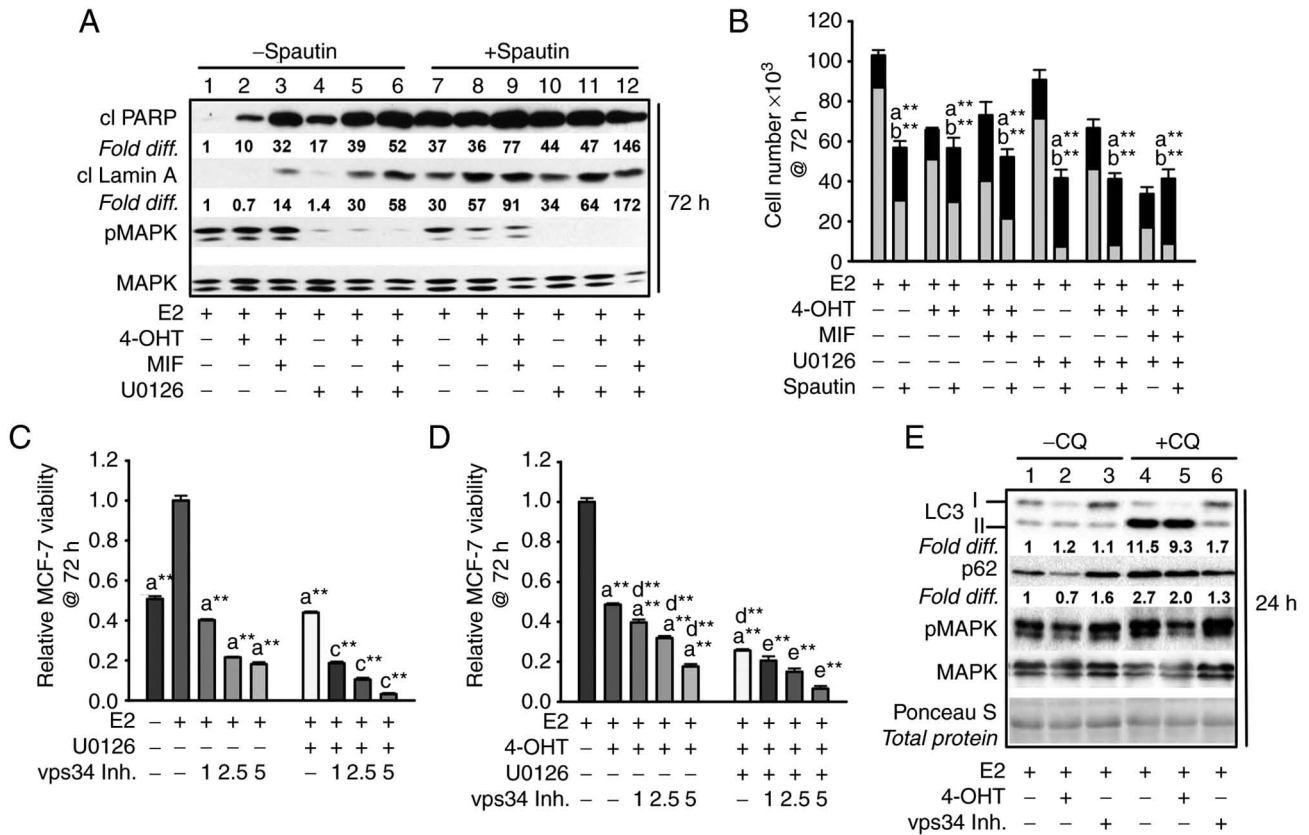 A
–Spautin +Spautin
1 2 3 4 5 6 7 8 9 10 11 12
cl PARP
Fold diff. 1 10 32 17 39 52 37 36 77 44 47 146
cl Lamin A
Fold diff. 1 0.7 14 1.4 30 58 30 57 91 34 64 172
pMAPK
MAPK
72 h
E2 + + + + + + + + + + + +
4-OHT – + + – + + – + + – + +
MIF – – + – – + – – + – – +
U0126 – – – + + + – – – + + +
B
Cell number ×10³
@ 72 h
120
100
80
60
40
20
0
a** a** a** a** a** a**
b** b** b** b** b** b**
E2 + + + + + + + + + + + +
4-OHT – – + + + + – – + + + +
MIF – – – – + + – – – – + +
U0126 – – – – – – + + + + + +
Spautin – + – + – + – + – + – +
C
Relative MCF-7 viability
@ 72 h
1.2
1.0
0.8
0.6
0.4
0.2
0.0
a** a** a** a** a** c** c** c**
E2 – + + + + + + + +
U0126 – – – – – + + + +
vps34 Inh. – – 1 2.5 5 – 1 2.5 5
D
Relative MCF-7 viability
@ 72 h
1.2
1.0
0.8
0.6
0.4
0.2
0.0
a** d** d** d** d** e** e** e**
a** a** a** a**
E2 + + + + + + + + +
4-OHT – + + + + + + + +
U0126 – – – – – + + + +
vps34 Inh. – – 1 2.5 5 – 1 2.5 5
E
–CQ +CQ
1 2 3 4 5 6
LC3 I
II
Fold diff. 1 1.2 1.1 11.5 9.3 1.7
p62
Fold diff. 1 0.7 1.6 2.7 2.0 1.3
pMAPK
MAPK
Ponceau S
Total protein
24 h
E2 + + + + + +
4-OHT – + – – + –
vps34 Inh. – – + – – +